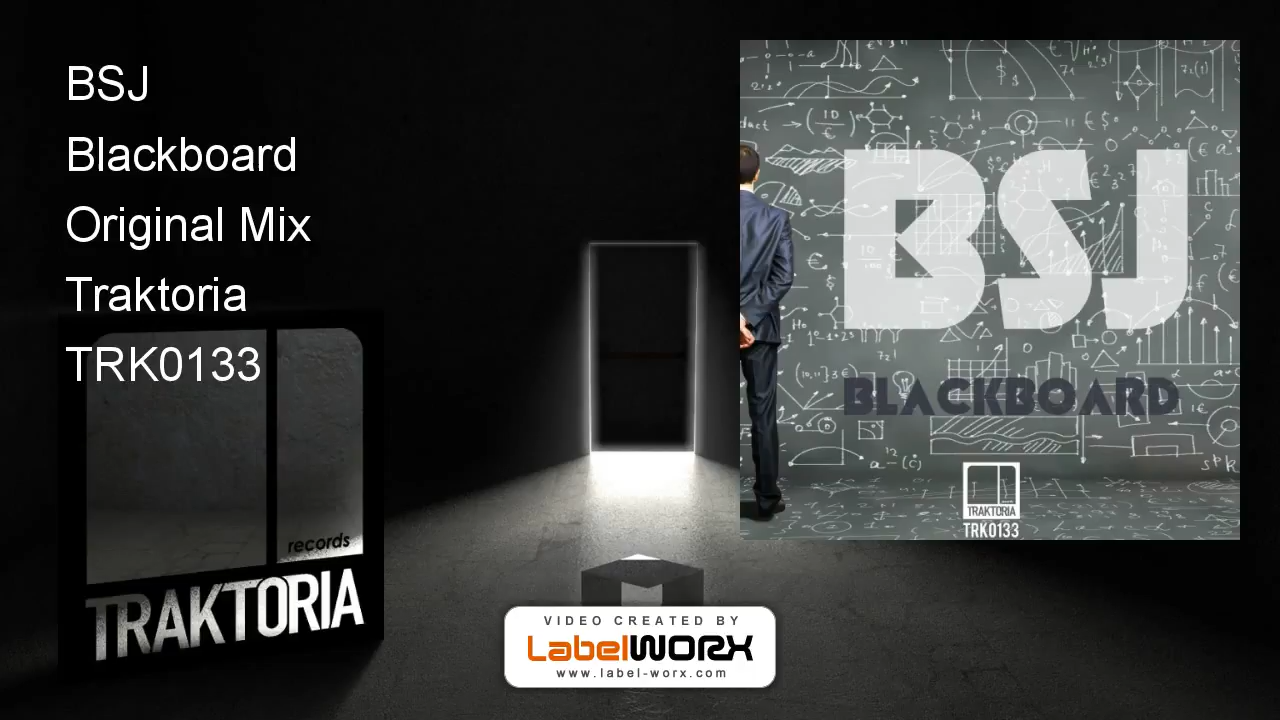 BSJ
Blackboard
Original Mix
Traktoria
TRK0133
records
TRAKTORIA
BSJ
BLACKBOARD
TRAKTORIA
TRK0133
VIDEO CREATED BY
LabelWORX
www.label-worx.com